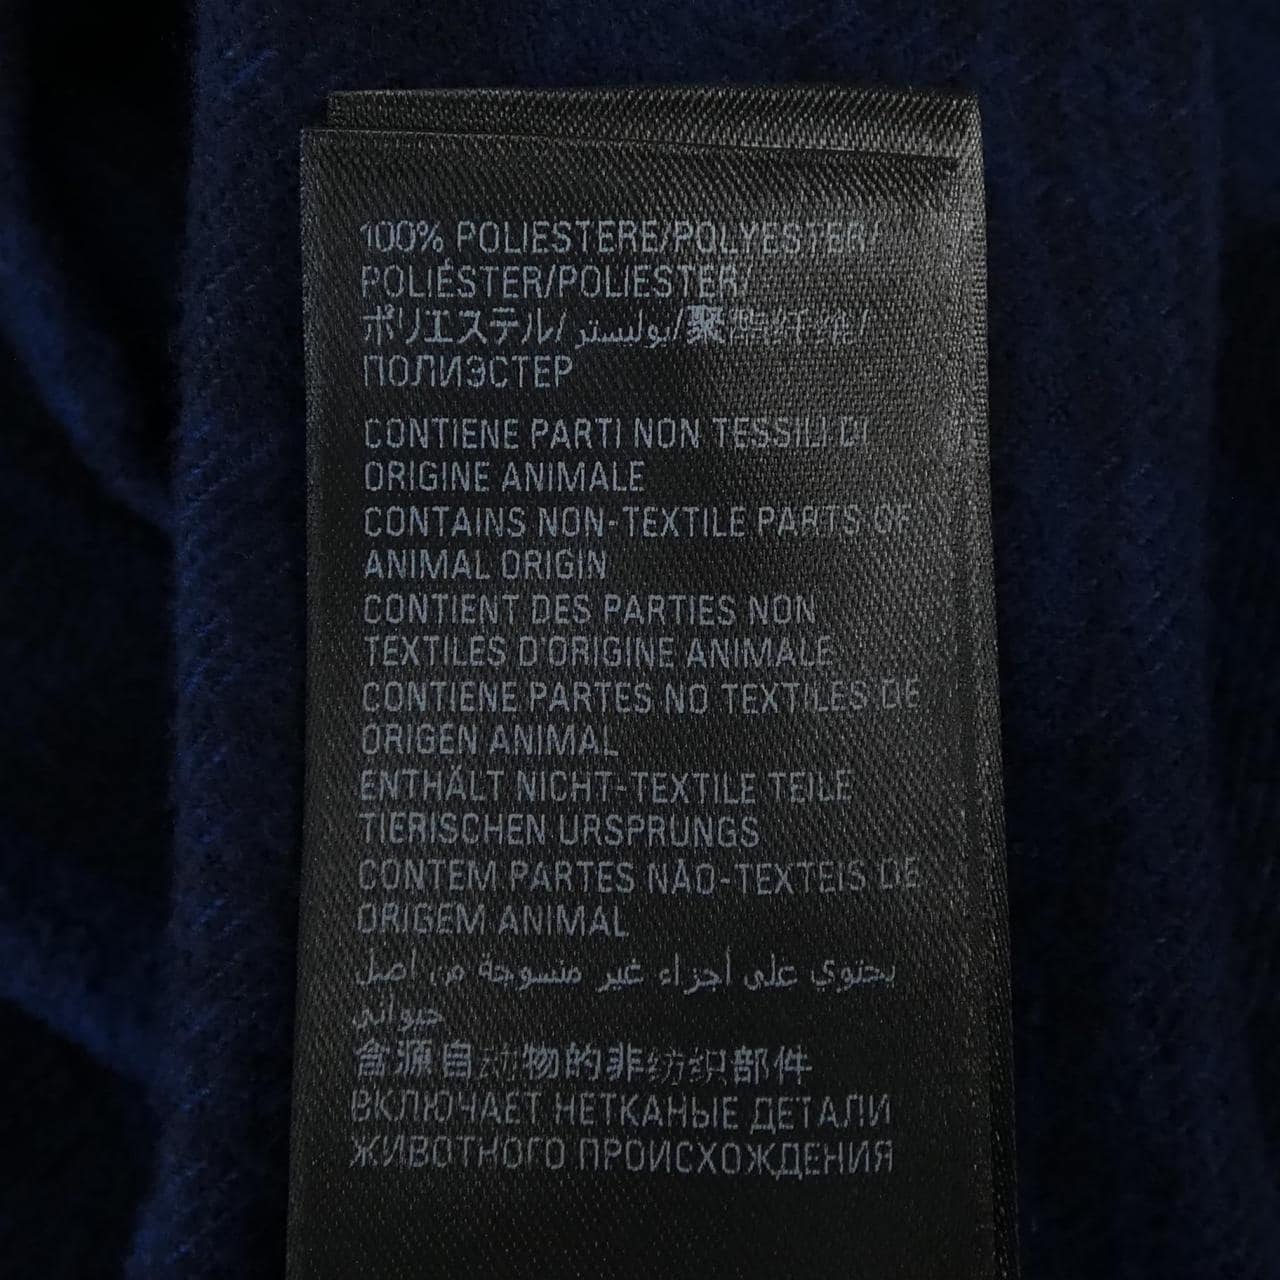 100% POLIESTERE/POLYESTER/
POLIÉSTER/POLIESTER/
ポリエステル/بوليستر/聚酯纤维/
ПОЛИЭСТЕР
CONTIENE PARTI NON TESSILI DI
ORIGINE ANIMALE
CONTAINS NON-TEXTILE PARTS OF
ANIMAL ORIGIN
CONTIENT DES PARTIES NON
TEXTILES D'ORIGINE ANIMALE
CONTIENE PARTES NO TEXTILES DE
ORIGEN ANIMAL
ENTHÄLT NICHT-TEXTILE TEILE
TIERISCHEN URSPRUNGS
CONTEM PARTES NÃO-TEXTEIS DE
ORIGEM ANIMAL
يحتوي على أجزاء غير منسوجة من أصل
حيواني
含源自动物的非纺织部件
ВКЛЮЧАЕТ НЕТКАНЫЕ ДЕТАЛИ
ЖИВОТНОГО ПРОИСХОЖДЕНИЯ